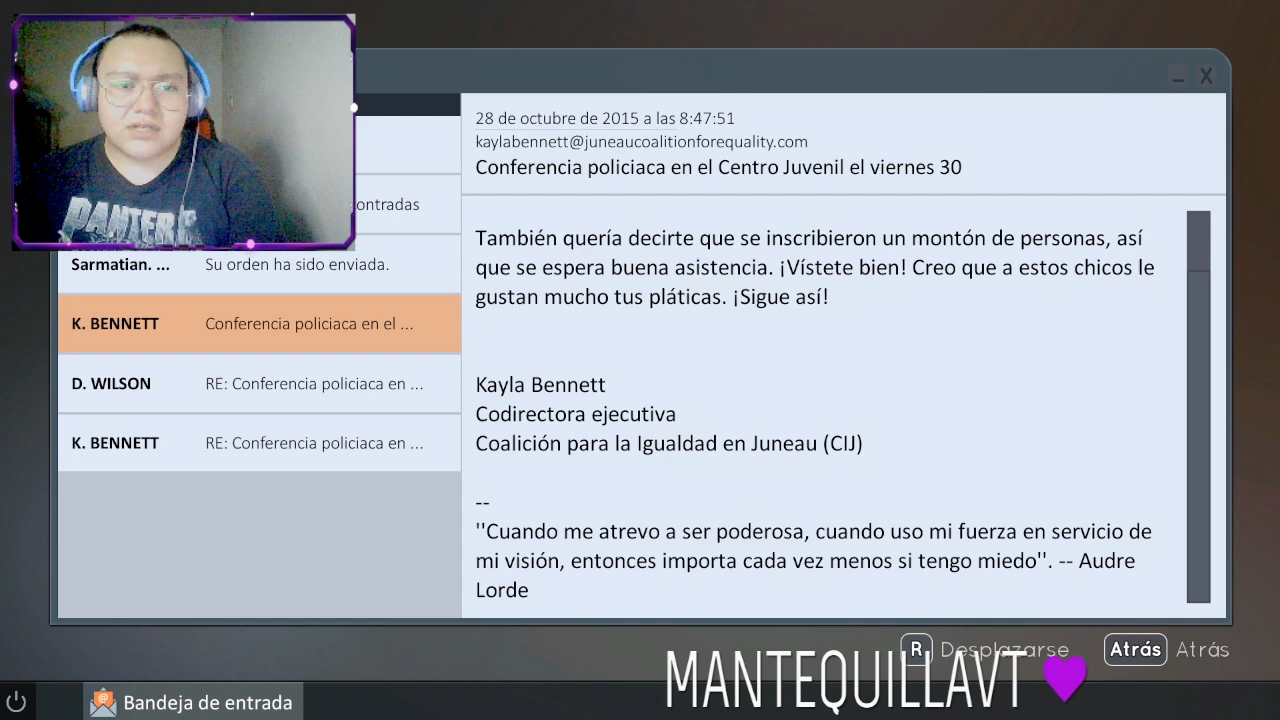 PANTER
X
28 de octubre de 2015 a las 8:47:51
kaylabennett@juneaucoalitionforequality.com
Conferencia policiaca en el Centro Juvenil el viernes 30
ontradas
Sarmatian. ... Su orden ha sido enviada.
K. BENNETT Conferencia policiaca en el ...
D. WILSON RE: Conferencia policiaca en ...
K. BENNETT RE: Conferencia policiaca en ...
También quería decirte que se inscribieron un montón de personas, así
que se espera buena asistencia. ¡Vístete bien! Creo que a estos chicos le
gustan mucho tus pláticas. ¡Sigue así!
Kayla Bennett
Codirectora ejecutiva
Coalición para la Igualdad en Juneau (CIJ)
--
''Cuando me atrevo a ser poderosa, cuando uso mi fuerza en servicio de
mi visión, entonces importa cada vez menos si tengo miedo''. -- Audre
Lorde
R Desplazarse Atrás Atrás
MANTEQUILLAVT
Bandeja de entrada